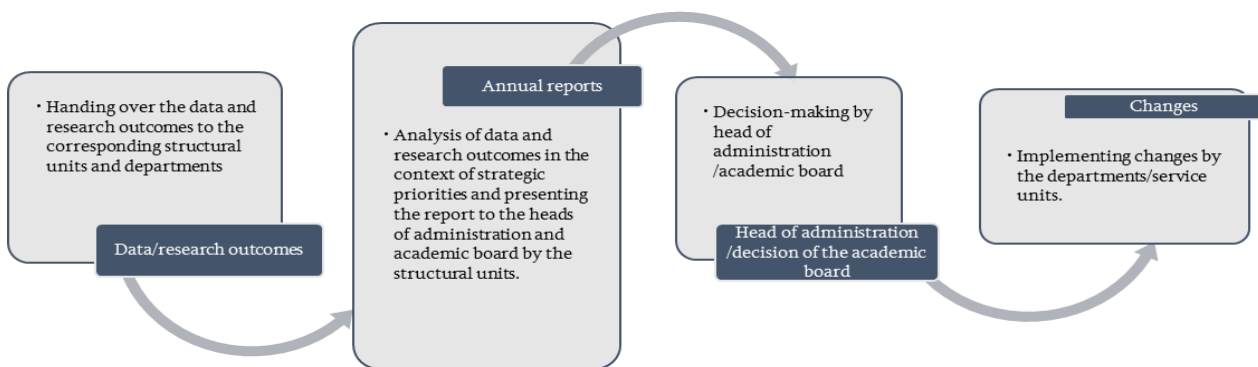 · Handing over the data and
research outcomes to the
corresponding structural
units and departments
Data/research outcomes
Annual reports
· Analysis of data and
research outcomes in the
context of strategic
priorities and presenting
the report to the heads
of administration and
academic board by the
structural units.
· Decision-making by
head of
administration
/academic board
Head of administration
/decision of the academic
board
Changes
· Implementing changes by
the departments/service
units.